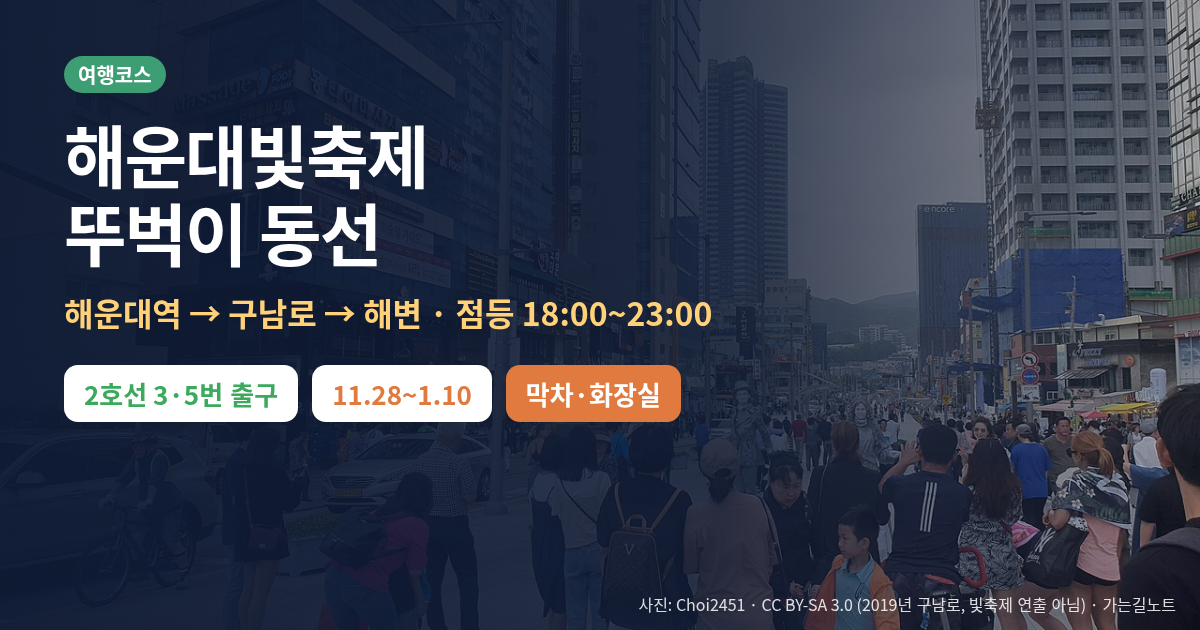 여행코스
해운대빛축제
뚜벅이 동선
해운대역 → 구남로 → 해변 · 점등 18:00~23:00
2호선 3·5번 출구
11.28~1.10
막차·화장실
encore
사진: Choi2451 · CC BY-SA 3.0 (2019년 구남로, 빛축제 연출 아님) · 가는길노트